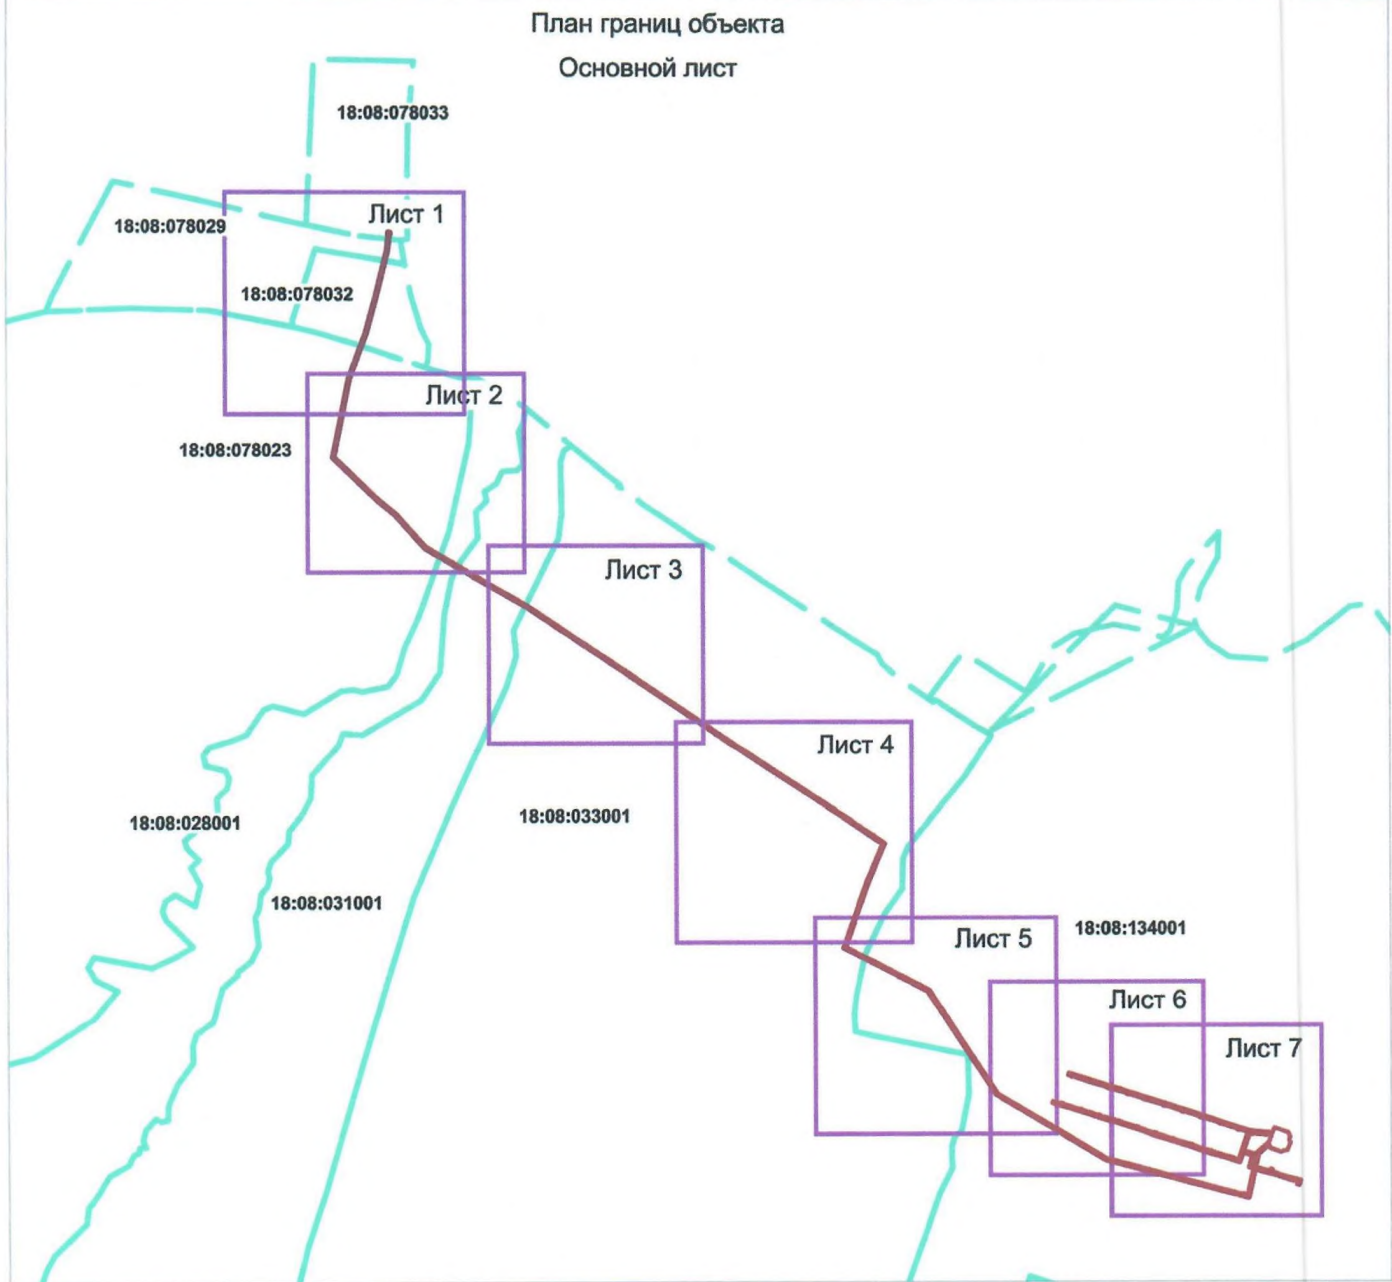 План границ объекта
Основной лист
18:08:078033
Лист 1
18:08:078029
18:08:078032
Лист 2
18:08:078023
Лист 3
Лист 4
18:08:033001
18:08:028001
18:08:031001
18:08:134001
Лист 5
Лист 6
Лист 7